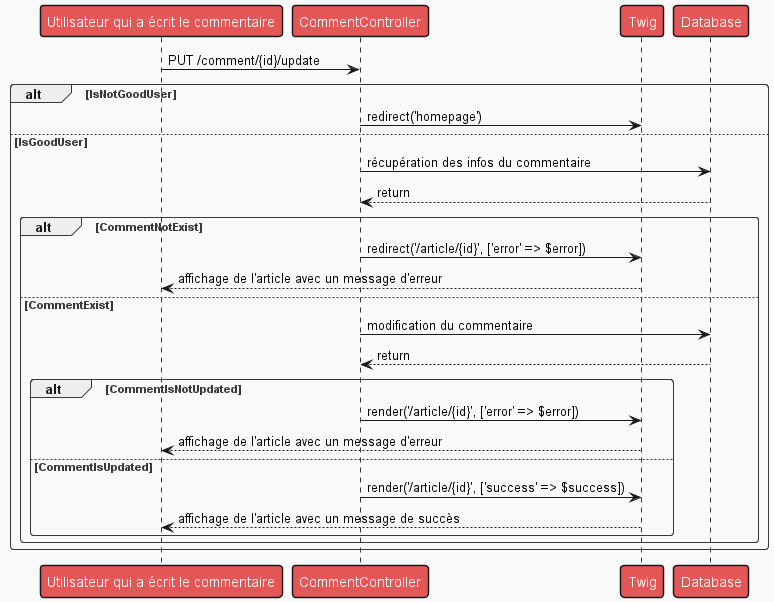 Utilisateur qui a écrit le commentaire CommentController Twig Database
PUT /comment/{id}/update
alt [IsNotGoodUser]
redirect('homepage')
[IsGoodUser]
récupération des infos du commentaire
return
alt [CommentNotExist]
redirect('/article/{id}', ['error' => $error])
affichage de l'article avec un message d'erreur
[CommentExist]
modification du commentaire
return
alt [CommentIsNotUpdated]
render('/article/{id}', ['error' => $error])
affichage de l'article avec un message d'erreur
[CommentIsUpdated]
render('/article/{id}', ['success' => $success])
affichage de l'article avec un message de succès
Utilisateur qui a écrit le commentaire CommentController Twig Database